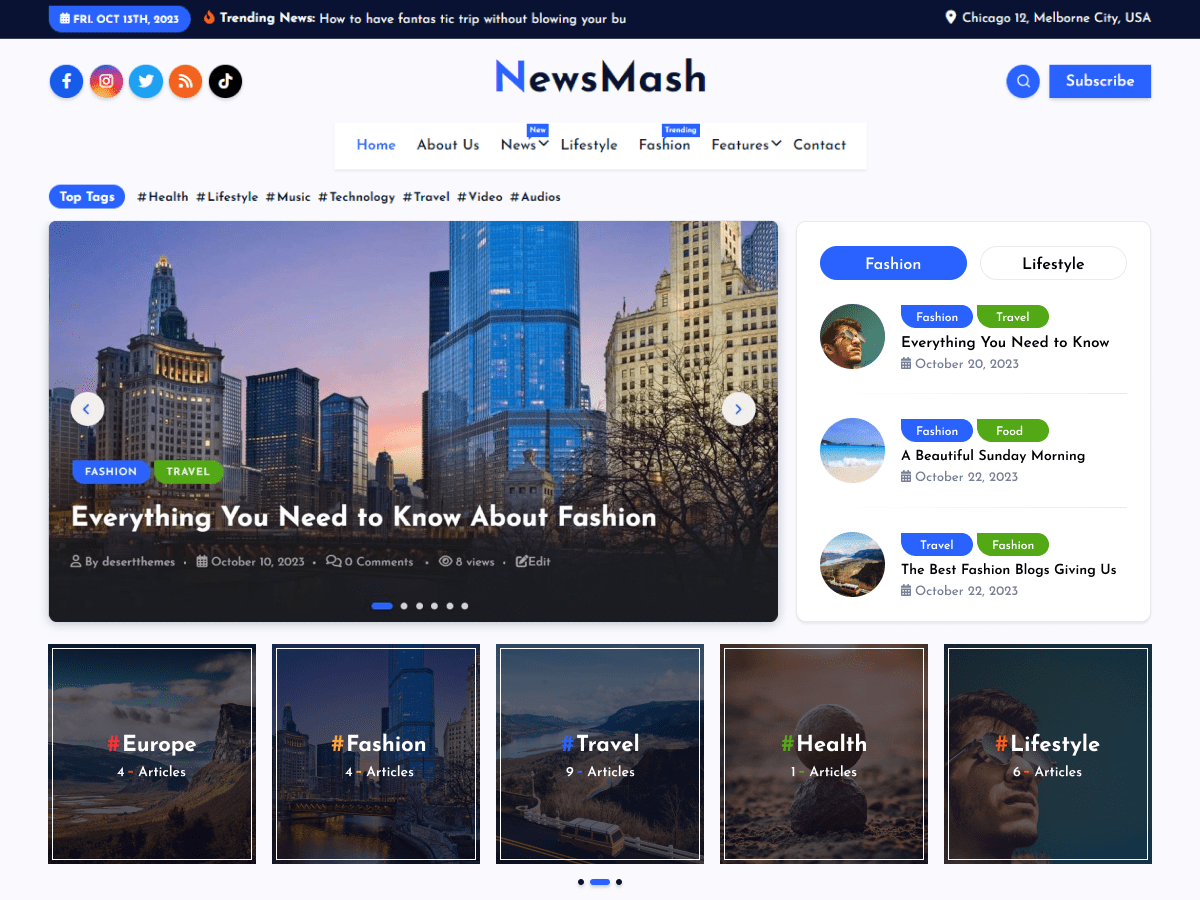 FRI. OCT 13TH, 2023
Trending News: How to have fantas tic trip without blowing your bu
Chicago 12, Melborne City, USA
NewsMash
Subscribe
New
Trending
Home About Us News Lifestyle Fashion Features Contact
Top Tags #Health #Lifestyle #Music #Technology #Travel #Video #Audios
FASHION TRAVEL
Everything You Need to Know About Fashion
By desertthemes • October 10, 2023 • 0 Comments • 8 views • Edit
Fashion Lifestyle
Fashion Travel
Everything You Need to Know
October 20, 2023
Fashion Food
A Beautiful Sunday Morning
October 22, 2023
Travel Fashion
The Best Fashion Blogs Giving Us
October 22, 2023
#Europe
4 - Articles
#Fashion
4 - Articles
#Travel
9 - Articles
#Health
1 - Articles
#Lifestyle
6 - Articles